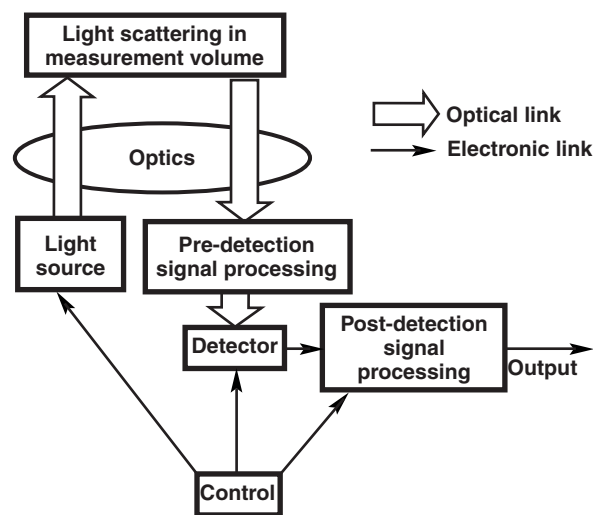 Light scattering in
measurement volume
Optical link
Electronic link
Optics
Light
source
Pre-detection
signal processing
Detector
Post-detection
signal
processing
Output
Control